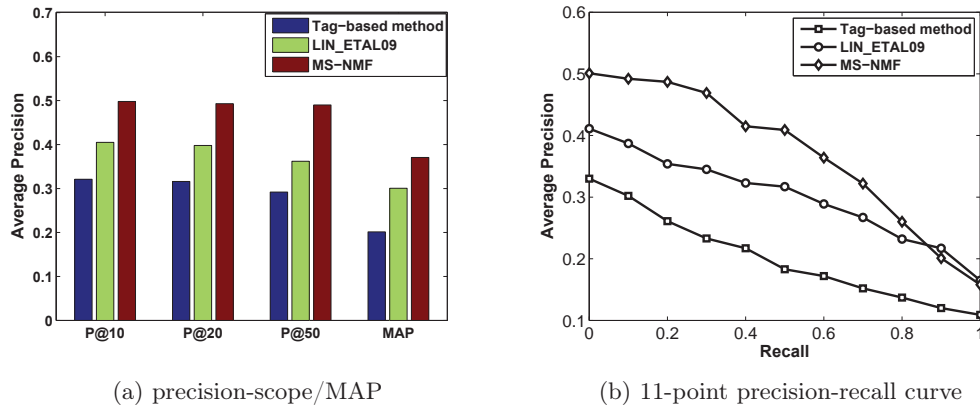 0.7
0.6
0.5
0.4
0.3
0.2
0.1
0
Average Precision
Tag-based method
LIN_ETAL09
MS-NMF
P@10 P@20 P@50 MAP
(a) precision-scope/MAP
0.6
0.5
0.4
0.3
0.2
0.1
Average Precision
Tag-based method
LIN_ETAL09
MS-NMF
0 0.2 0.4 0.6 0.8 1
Recall
(b) 11-point precision-recall curve